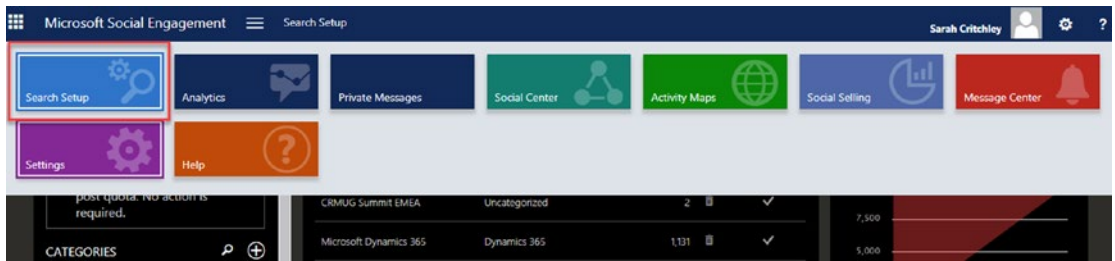 Microsoft Social Engagement Search Setup Sarah Critchley ?
Search Setup Analytics Private Messages Social Center Activity Maps Social Selling Message Center
Settings Help ?
post quota. No action is
required.
CRMUG Summit EMEA Uncategorized 2
7,500
Microsoft Dynamics 365 Dynamics 365 1,131
CATEGORIES
5,000